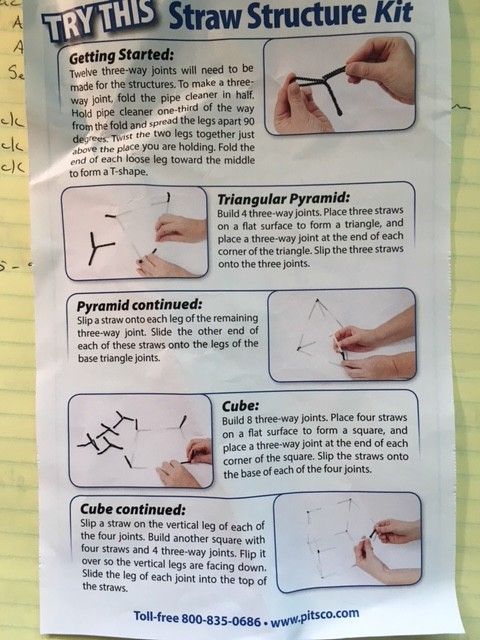 TRY THIS Straw Structure Kit
Getting Started:
Twelve three-way joints will need to be
made for the structures. To make a three-
way joint, fold the pipe cleaner in half.
Hold pipe cleaner one-third of the way
from the fold and spread the legs apart 90
degrees. Twist the two legs together just
above the place you are holding. Fold the
end of each loose leg toward the middle
to form a T-shape.
Triangular Pyramid:
Build 4 three-way joints. Place three straws
on a flat surface to form a triangle, and
place a three-way joint at the end of each
corner of the triangle. Slip the three straws
onto the three joints.
Pyramid continued:
Slip a straw onto each leg of the remaining
three-way joint. Slide the other end of
each of these straws onto the legs of the
base triangle joints.
Cube:
Build 8 three-way joints. Place four straws
on a flat surface to form a square, and
place a three-way joint at the end of each
corner of the square. Slip the straws onto
the base of each of the four joints.
Cube continued:
Slip a straw on the vertical leg of each of
the four joints. Build another square with
four straws and 4 three-way joints. Flip it
over so the vertical legs are facing down.
Slide the leg of each joint into the top of
the straws.
Toll-free 800-835-0686 • www.pitsco.com